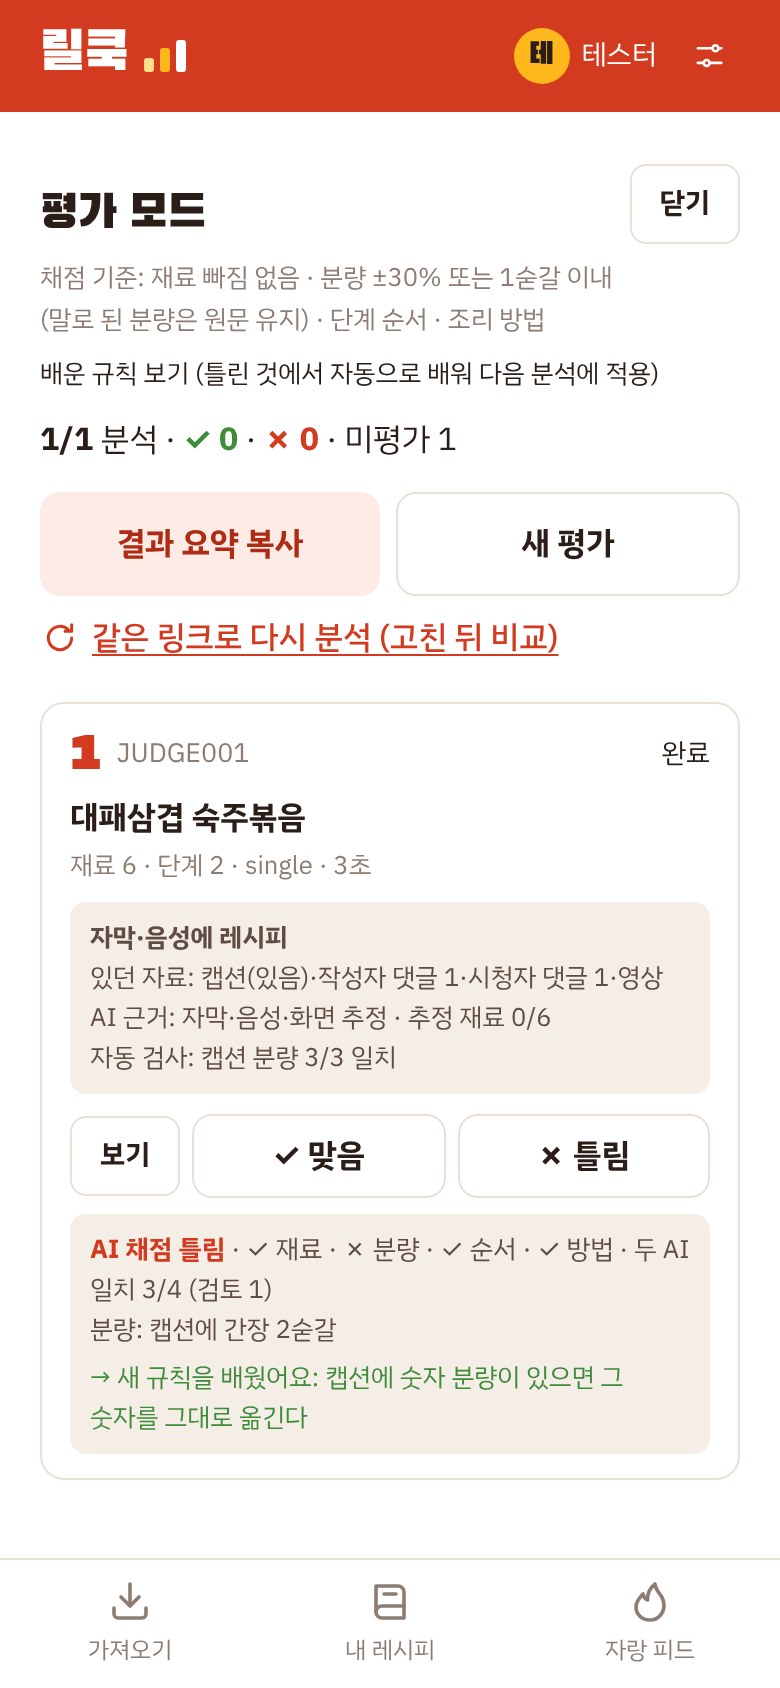 릴쿡
테 테스터
평가 모드
닫기
채점 기준: 재료 빠짐 없음 · 분량 ±30% 또는 1숟갈 이내
(말로 된 분량은 원문 유지) · 단계 순서 · 조리 방법
배운 규칙 보기 (틀린 것에서 자동으로 배워 다음 분석에 적용)
1/1 분석 · ✓ 0 · × 0 · 미평가 1
결과 요약 복사
새 평가
같은 링크로 다시 분석 (고친 뒤 비교)
1 JUDGE001 완료
대패삼겹 숙주볶음
재료 6 · 단계 2 · single · 3초
자막·음성에 레시피
있던 자료: 캡션(있음)·작성자 댓글 1·시청자 댓글 1·영상
AI 근거: 자막·음성·화면 추정 · 추정 재료 0/6
자동 검사: 캡션 분량 3/3 일치
보기
✓ 맞음
× 틀림
AI 채점 틀림 · ✓ 재료 · × 분량 · ✓ 순서 · ✓ 방법 · 두 AI
일치 3/4 (검토 1)
분량: 캡션에 간장 2숟갈
→ 새 규칙을 배웠어요: 캡션에 숫자 분량이 있으면 그
숫자를 그대로 옮긴다
가져오기
내 레시피
자랑 피드